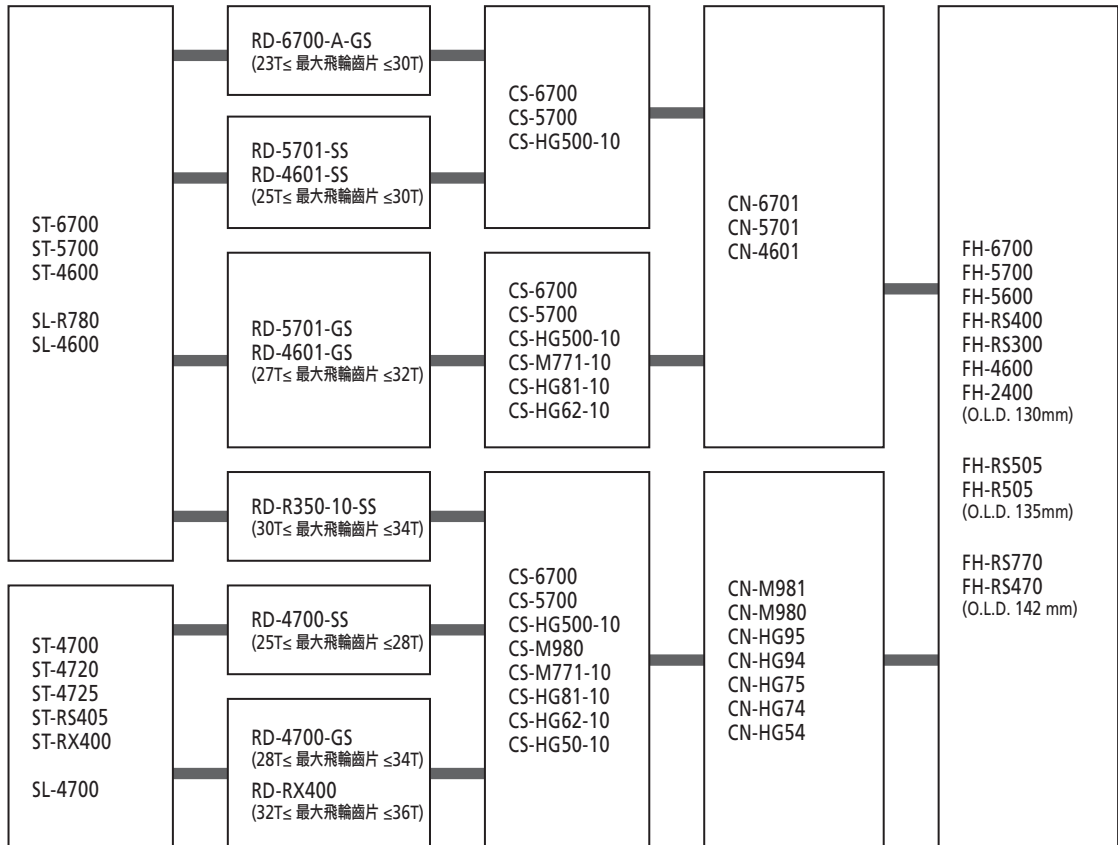 ST-6700
ST-5700
ST-4600
SL-R780
SL-4600
ST-4700
ST-4720
ST-4725
ST-RS405
ST-RX400
SL-4700
RD-6700-A-GS
(23T≤ 最大飛輪齒片 ≤30T)
RD-5701-SS
RD-4601-SS
(25T≤ 最大飛輪齒片 ≤30T)
RD-5701-GS
RD-4601-GS
(27T≤ 最大飛輪齒片 ≤32T)
RD-R350-10-SS
(30T≤ 最大飛輪齒片 ≤34T)
RD-4700-SS
(25T≤ 最大飛輪齒片 ≤28T)
RD-4700-GS
(28T≤ 最大飛輪齒片 ≤34T)
RD-RX400
(32T≤ 最大飛輪齒片 ≤36T)
CS-6700
CS-5700
CS-HG500-10
CS-6700
CS-5700
CS-HG500-10
CS-M771-10
CS-HG81-10
CS-HG62-10
CS-6700
CS-5700
CS-HG500-10
CS-M980
CS-M771-10
CS-HG81-10
CS-HG62-10
CS-HG50-10
CN-6701
CN-5701
CN-4601
CN-M981
CN-M980
CN-HG95
CN-HG94
CN-HG75
CN-HG74
CN-HG54
FH-6700
FH-5700
FH-5600
FH-RS400
FH-RS300
FH-4600
FH-2400
(O.L.D. 130mm)
FH-RS505
FH-R505
(O.L.D. 135mm)
FH-RS770
FH-RS470
(O.L.D. 142 mm)